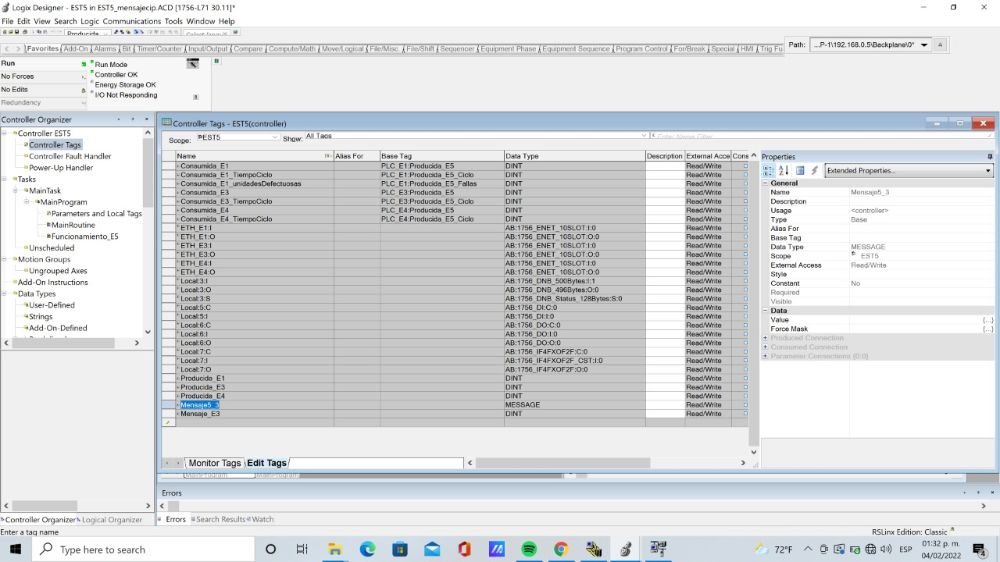 Logix Designer - EST5 in EST5_mensajecip.ACD [1756-L71 30.11]*
File Edit View Search Logic Communications Tools Window Help
Producida_
Favorites Add-On Alarms Bit Timer/Counter Input/Output Compare Compute/Math Move/Logical File/Misc. File/Shift Sequencer Equipment Phase Equipment Sequence Program Control For/Break Special HMI Trig Fu
Path: ...P-1\192.168.0.5\Backplane\0*
Run
No Forces
No Edits
Redundancy
Run Mode
Controller OK
Energy Storage OK
I/O Not Responding
Controller Organizer
Controller EST5
Controller Tags
Controller Fault Handler
Power-Up Handler
Tasks
MainTask
MainProgram
Parameters and Local Tags
MainRoutine
Funcionamiento_E5
Unscheduled
Motion Groups
Ungrouped Axes
Add-On Instructions
Data Types
User-Defined
Strings
Add-On-Defined
Controller Organizer Logical Organizer
Controller Tags - EST5(controller)
Scope: EST5 Show: All Tags Enter Name Filter
Name Alias For Base Tag Data Type Description External Acce Cons
Consumida_E1 PLC_E1:Producida_E5 DINT Read/Write
Consumida_E1_TiempoCiclo PLC_E1:Producida_E5_Ciclo DINT Read/Write
Consumida_E1_unidadesDefectuosas PLC_E1:Producida_E5_Fallas DINT Read/Write
Consumida_E3 PLC_E3:Producida_E5 DINT Read/Write
Consumida_E3_TiempoCiclo PLC_E3:Producida_E5_Ciclo DINT Read/Write
Consumida_E4 PLC_E4:Producida_E5 DINT Read/Write
Consumida_E4_TiempoCiclo PLC_E4:Producida_E5_Ciclo DINT Read/Write
ETH_E1:I AB:1756_ENET_10SLOT:I:0 Read/Write
ETH_E1:O AB:1756_ENET_10SLOT:O:0 Read/Write
ETH_E3:I AB:1756_ENET_10SLOT:I:0 Read/Write
ETH_E3:O AB:1756_ENET_10SLOT:O:0 Read/Write
ETH_E4:I AB:1756_ENET_10SLOT:I:0 Read/Write
ETH_E4:O AB:1756_ENET_10SLOT:O:0 Read/Write
Local:3:I AB:1756_DNB_500Bytes:I:1 Read/Write
Local:3:O AB:1756_DNB_496Bytes:O:0 Read/Write
Local:3:S AB:1756_DNB_Status_128Bytes:S:0 Read/Write
Local:5:C AB:1756_DI:C:0 Read/Write
Local:5:I AB:1756_DI:I:0 Read/Write
Local:6:C AB:1756_DO:C:0 Read/Write
Local:6:I AB:1756_DO:I:0 Read/Write
Local:6:O AB:1756_DO:O:0 Read/Write
Local:7:C AB:1756_IF4FXOF2F:C:0 Read/Write
Local:7:I AB:1756_IF4FXOF2F_CST:I:0 Read/Write
Local:7:O AB:1756_IF4FXOF2F:O:0 Read/Write
Producida_E1 DINT Read/Write
Producida_E3 DINT Read/Write
Producida_E4 DINT Read/Write
Mensaje5_3 MESSAGE Read/Write
Mensaje_E3 DINT Read/Write
Monitor Tags Edit Tags
MainProgram MainProgram
Properties
Extended Properties...
General
Name Mensaje5_3
Description
Usage <controller>
Type Base
Alias For
Base Tag
Data Type MESSAGE
Scope EST5
External Access Read/Write
Style
Constant No
Required
Visible
Data
Value {...}
Force Mask {...}
Produced Connection
Consumed Connection
Parameter Connections {0:0}
Errors
Errors Search Results Watch
Enter a tag name
RSLinx Edition: Classic
Type here to search
72°F
ESP
01:32 p. m.
04/02/2022
4